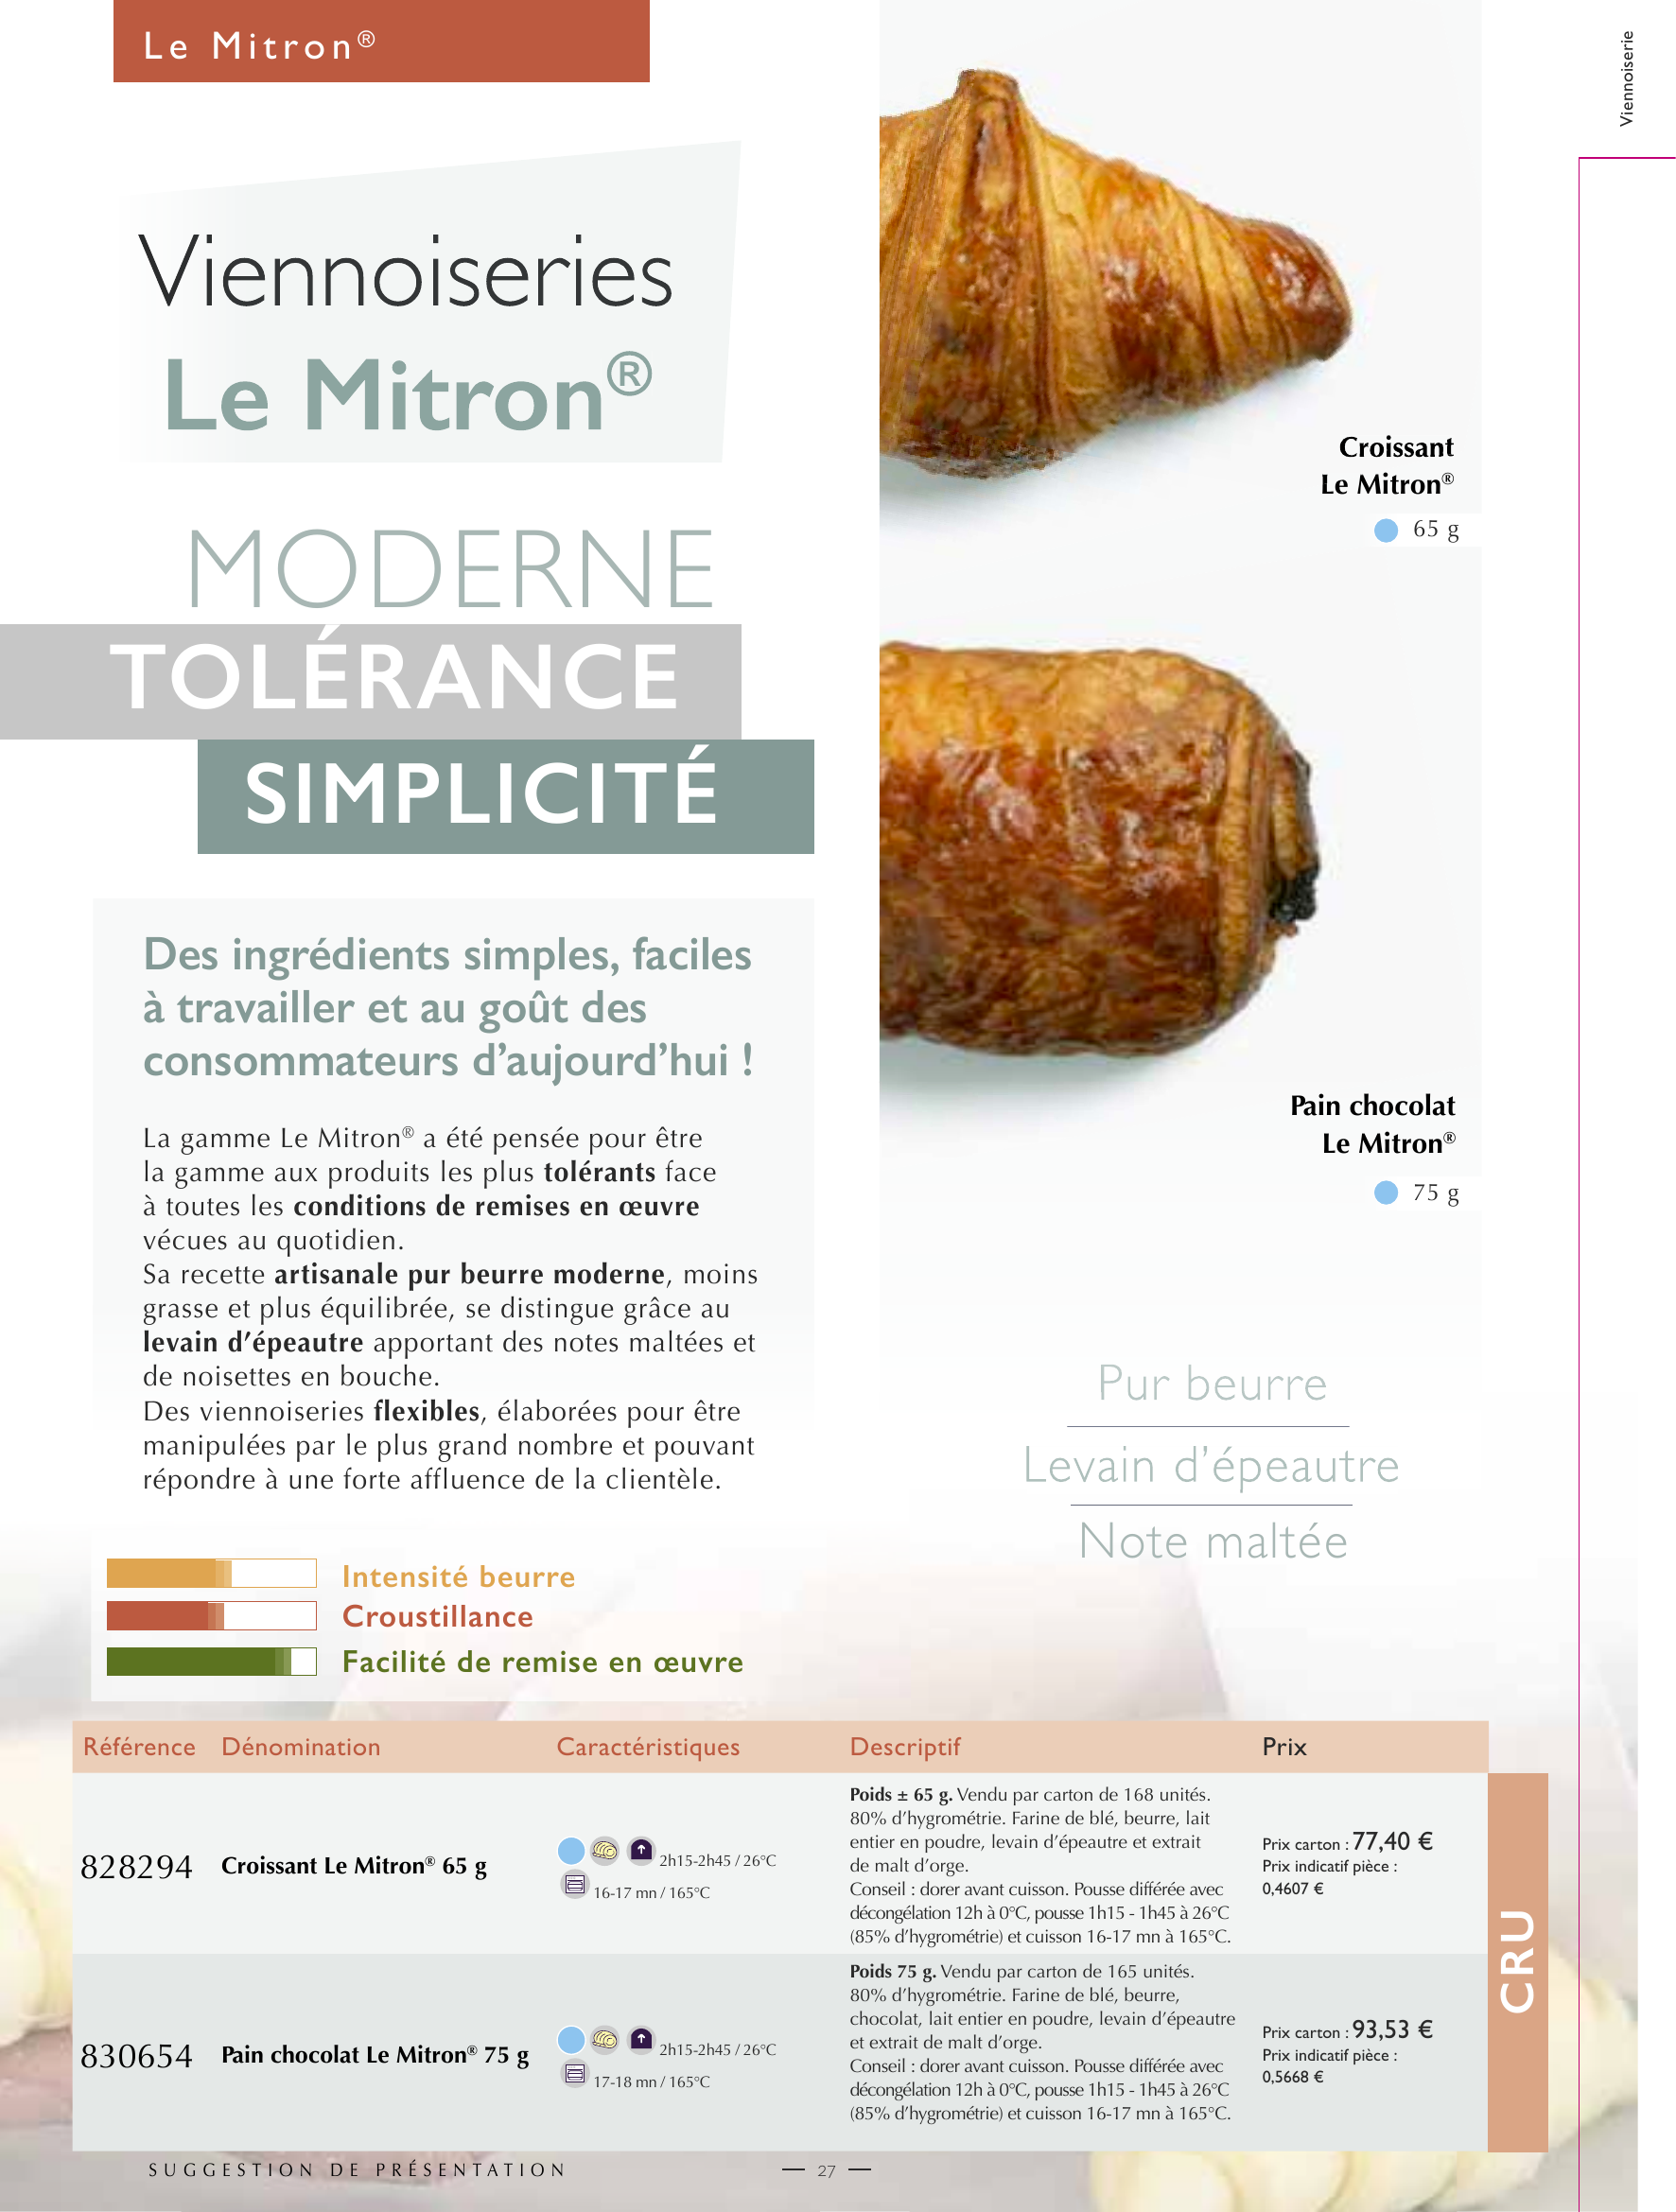 Le Mitron®
Viennoiserie
Viennoiseries
Le Mitron®
MODERNE
TOLÉRANCE
SIMPLICITÉ
Croissant
Le Mitron®
65 g
Pain chocolat
Le Mitron®
75 g
Des ingrédients simples, faciles
à travailler et au goût des
consommateurs d’aujourd’hui !
La gamme Le Mitron® a été pensée pour être
la gamme aux produits les plus tolérants face
à toutes les conditions de remises en œuvre
vécues au quotidien.
Sa recette artisanale pur beurre moderne, moins
grasse et plus équilibrée, se distingue grâce au
levain d’épeautre apportant des notes maltées et
de noisettes en bouche.
Des viennoiseries flexibles, élaborées pour être
manipulées par le plus grand nombre et pouvant
répondre à une forte affluence de la clientèle.
Pur beurre
Levain d’épeautre
Note maltée
Intensité beurre
Croustillance
Facilité de remise en œuvre
Référence Dénomination Caractéristiques Descriptif Prix
828294 Croissant Le Mitron® 65 g
2h15-2h45 / 26°C
16-17 mn / 165°C
Poids ± 65 g. Vendu par carton de 168 unités.
80% d’hygrométrie. Farine de blé, beurre, lait
entier en poudre, levain d’épeautre et extrait
de malt d’orge.
Conseil : dorer avant cuisson. Pousse différée avec
décongélation 12h à 0°C, pousse 1h15 - 1h45 à 26°C
(85% d’hygrométrie) et cuisson 16-17 mn à 165°C.
Prix carton : 77,40 €
Prix indicatif pièce :
0,4607 €
830654 Pain chocolat Le Mitron® 75 g
2h15-2h45 / 26°C
17-18 mn / 165°C
Poids 75 g. Vendu par carton de 165 unités.
80% d’hygrométrie. Farine de blé, beurre,
chocolat, lait entier en poudre, levain d’épeautre
et extrait de malt d’orge.
Conseil : dorer avant cuisson. Pousse différée avec
décongélation 12h à 0°C, pousse 1h15 - 1h45 à 26°C
(85% d’hygrométrie) et cuisson 16-17 mn à 165°C.
Prix carton : 93,53 €
Prix indicatif pièce :
0,5668 €
CRU
SUGGESTION DE PRÉSENTATION
— 27 —